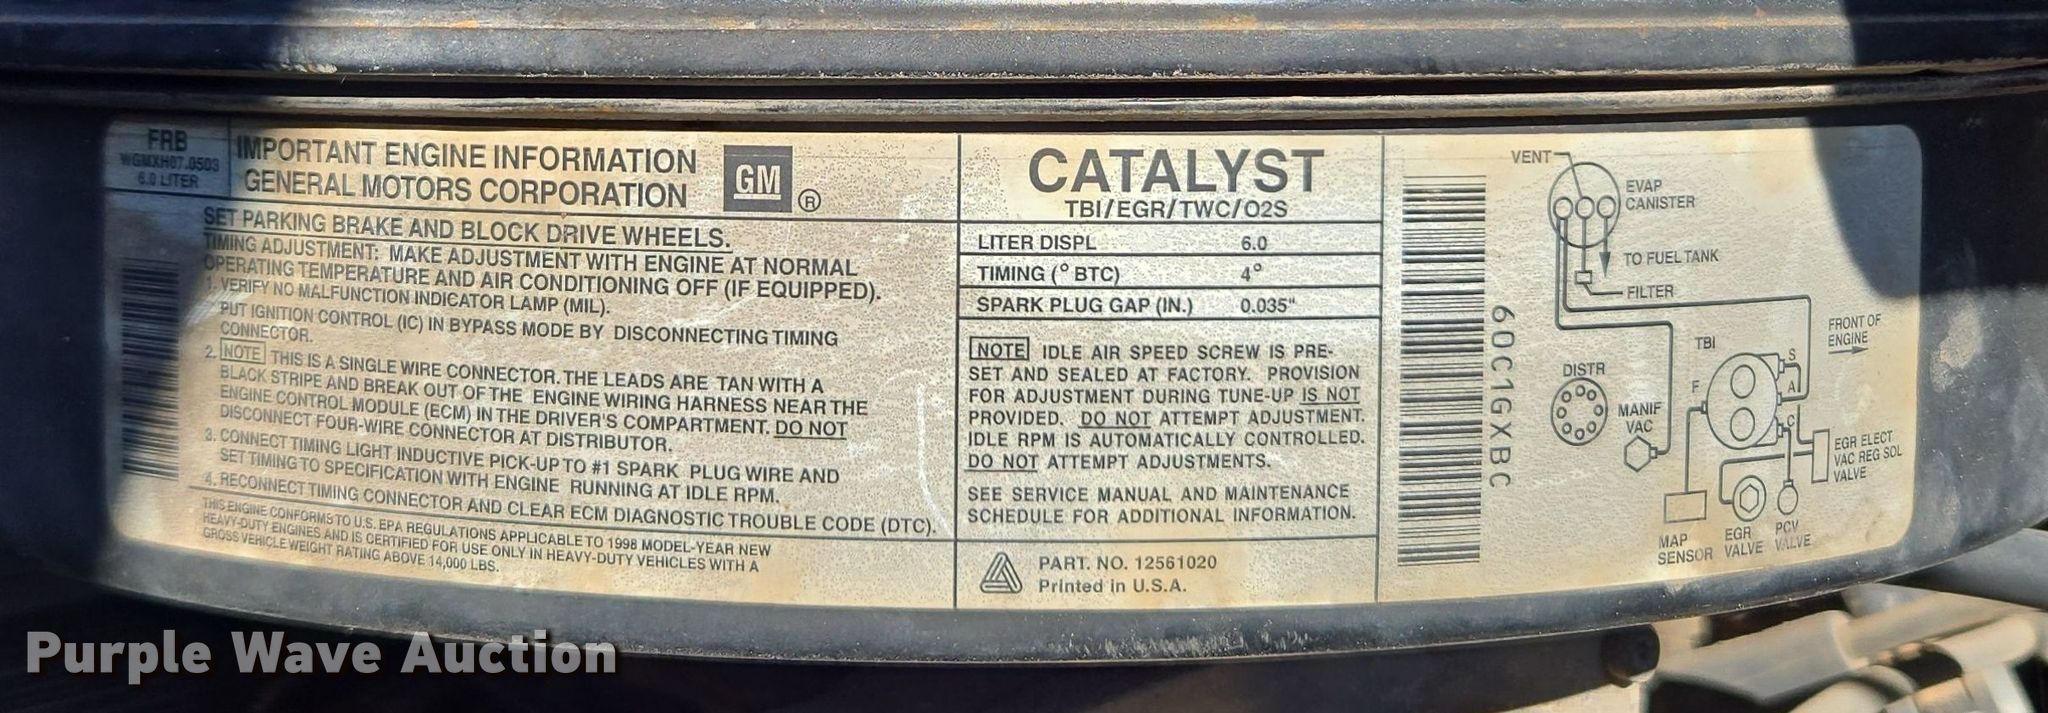 FRB
WGMXH07.0503
6.0 LITER
IMPORTANT ENGINE INFORMATION
GENERAL MOTORS CORPORATION
GM
®
SET PARKING BRAKE AND BLOCK DRIVE WHEELS.
TIMING ADJUSTMENT: MAKE ADJUSTMENT WITH ENGINE AT NORMAL
OPERATING TEMPERATURE AND AIR CONDITIONING OFF (IF EQUIPPED).
1. VERIFY NO MALFUNCTION INDICATOR LAMP (MIL).
PUT IGNITION CONTROL (IC) IN BYPASS MODE BY DISCONNECTING TIMING
CONNECTOR.
2. NOTE THIS IS A SINGLE WIRE CONNECTOR. THE LEADS ARE TAN WITH A
BLACK STRIPE AND BREAK OUT OF THE ENGINE WIRING HARNESS NEAR THE
ENGINE CONTROL MODULE (ECM) IN THE DRIVER'S COMPARTMENT. DO NOT
DISCONNECT FOUR-WIRE CONNECTOR AT DISTRIBUTOR.
3. CONNECT TIMING LIGHT INDUCTIVE PICK-UP TO #1 SPARK PLUG WIRE AND
SET TIMING TO SPECIFICATION WITH ENGINE RUNNING AT IDLE RPM.
4. RECONNECT TIMING CONNECTOR AND CLEAR ECM DIAGNOSTIC TROUBLE CODE (DTC).
THIS ENGINE CONFORMS TO U.S. EPA REGULATIONS APPLICABLE TO 1998 MODEL-YEAR NEW
HEAVY-DUTY ENGINES AND IS CERTIFIED FOR USE ONLY IN HEAVY-DUTY VEHICLES WITH A
GROSS VEHICLE WEIGHT RATING ABOVE 14,000 LBS.
CATALYST
TBI/EGR/TWC/O2S
LITER DISPL 6.0
TIMING (° BTC) 4°
SPARK PLUG GAP (IN.) 0.035"
NOTE IDLE AIR SPEED SCREW IS PRE-
SET AND SEALED AT FACTORY. PROVISION
FOR ADJUSTMENT DURING TUNE-UP IS NOT
PROVIDED. DO NOT ATTEMPT ADJUSTMENT.
IDLE RPM IS AUTOMATICALLY CONTROLLED.
DO NOT ATTEMPT ADJUSTMENTS.
SEE SERVICE MANUAL AND MAINTENANCE
SCHEDULE FOR ADDITIONAL INFORMATION.
PART. NO. 12561020
Printed in U.S.A.
60C1GXBC
VENT
EVAP
CANISTER
TO FUEL TANK
FILTER
FRONT OF
ENGINE
TBI
DISTR
MANIF
VAC
F
S
A
C
EGR ELECT
VAC REG SOL
VALVE
MAP
SENSOR
EGR
VALVE
PCV
VALVE
Purple Wave Auction